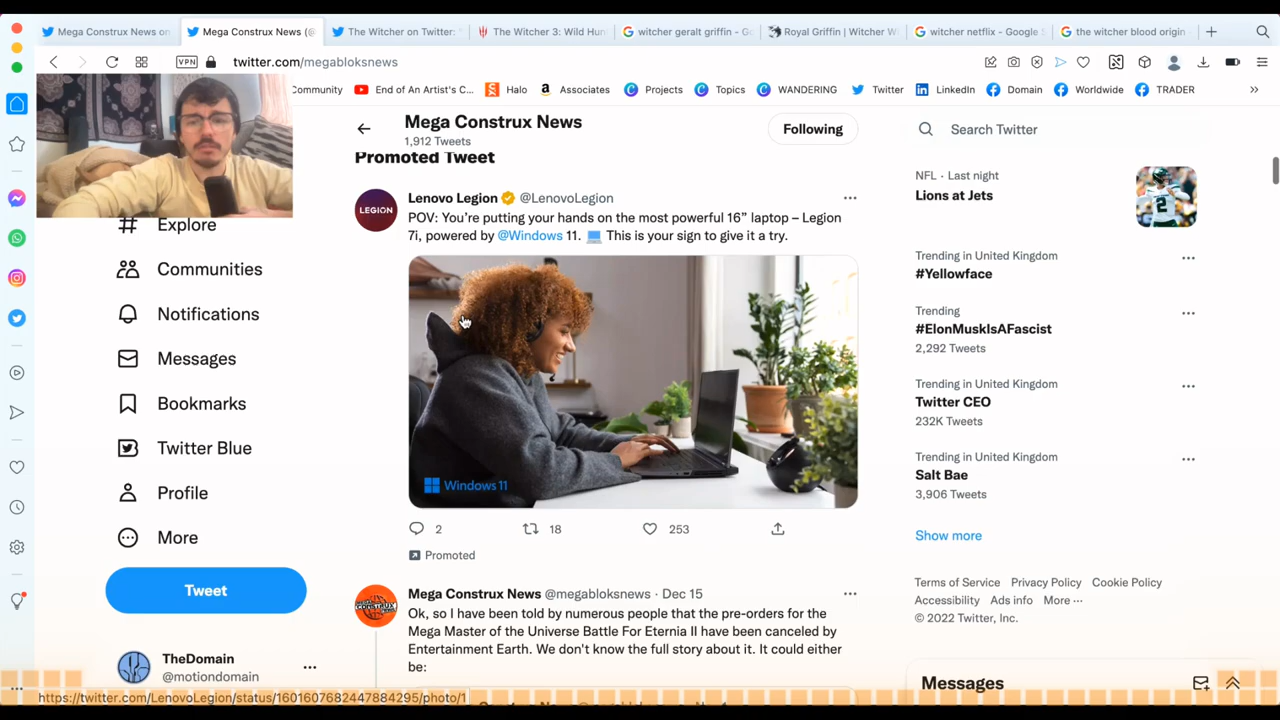 Mega Construx News on
Mega Construx News (@
The Witcher on Twitter:
The Witcher 3: Wild Hun
witcher geralt griffin - Go
Royal Griffin | Witcher W
witcher netflix - Google S
the witcher blood origin -
VPN
twitter.com/megabloksnews
Community
End of An Artist's C...
Halo
Associates
Projects
Topics
WANDERING
Twitter
LinkedIn
Domain
Worldwide
TRADER
Mega Construx News
1,912 Tweets
Following
Search Twitter
Promoted Tweet
LEGION
Lenovo Legion @LenovoLegion
POV: You're putting your hands on the most powerful 16" laptop – Legion
7i, powered by @Windows 11. This is your sign to give it a try.
Windows 11
2
18
253
Promoted
Mega Construx News @megabloksnews · Dec 15
Ok, so I have been told by numerous people that the pre-orders for the
Mega Master of the Universe Battle For Eternia II have been canceled by
Entertainment Earth. We don't know the full story about it. It could either
be:
Explore
Communities
Notifications
Messages
Bookmarks
Twitter Blue
Profile
More
Tweet
TheDomain
@motiondomain
NFL · Last night
Lions at Jets
Trending in United Kingdom
#Yellowface
Trending
#ElonMuskIsAFascist
2,292 Tweets
Trending in United Kingdom
Twitter CEO
232K Tweets
Trending in United Kingdom
Salt Bae
3,906 Tweets
Show more
Terms of Service Privacy Policy Cookie Policy
Accessibility Ads info More ···
© 2022 Twitter, Inc.
Messages
https://twitter.com/LenovoLegion/status/1601607682447884295/photo/1